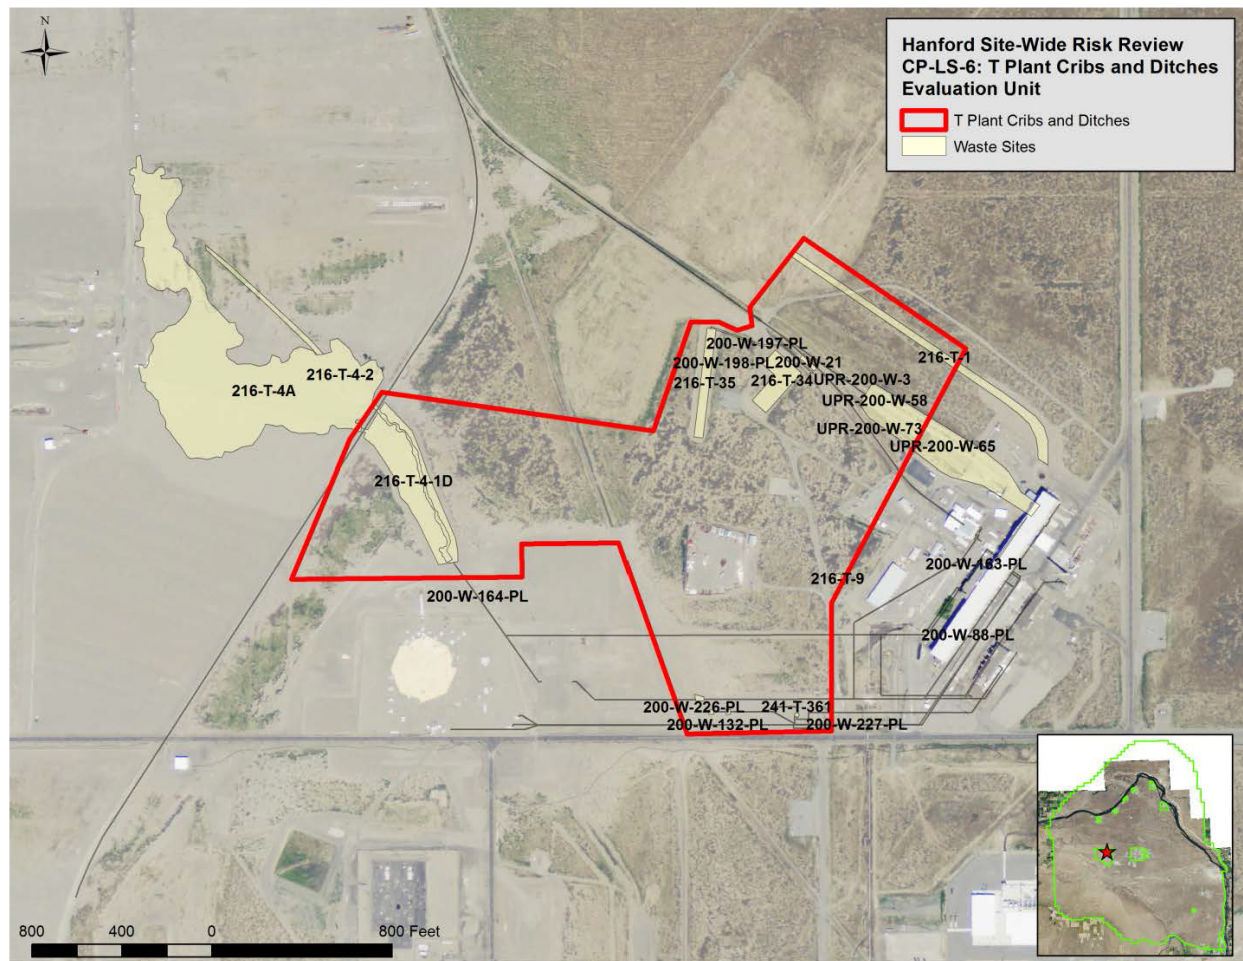 N
Hanford Site-Wide Risk Review
CP-LS-6: T Plant Cribs and Ditches
Evaluation Unit
T Plant Cribs and Ditches
Waste Sites
200-W-197-PL
200-W-198-PL
200-W-21
216-T-1
216-T-4-2
216-T-35
216-T-34
UPR-200-W-3
216-T-4A
UPR-200-W-58
UPR-200-W-73
UPR-200-W-65
216-T-4-1D
200-W-163-PL
216-T-9
200-W-164-PL
200-W-88-PL
200-W-226-PL
241-T-361
200-W-132-PL
200-W-227-PL
800 400 0 800 Feet